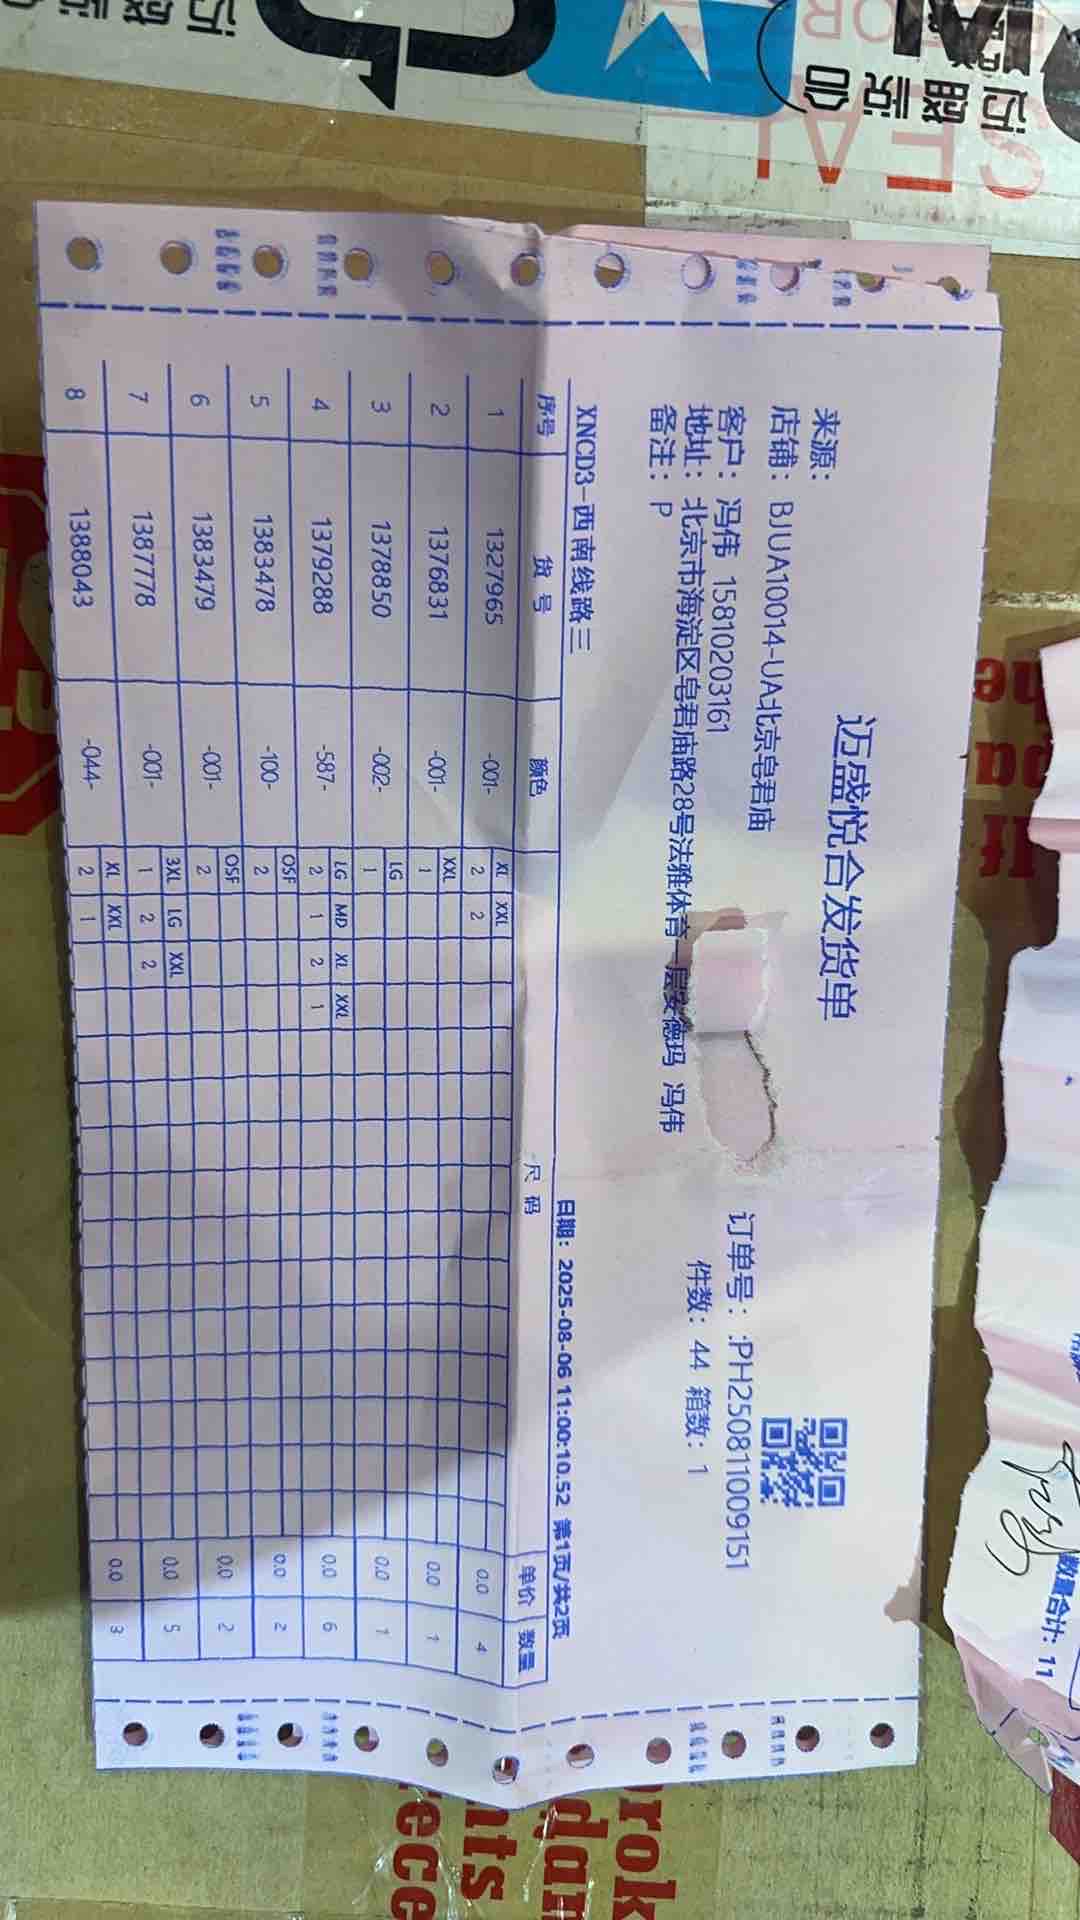 迈盛悦合发货单
来源：
店铺：BJUA10014-UA北京皂君庙
客户：冯伟 15810203161
订单号：:PH250811009151
地址：北京市海淀区皂君庙路28号法雅体育一层安德玛 冯伟
件数：44 箱数：1
备注：P
XNCD3-西南线路三
日期：2025-08-06 11:00:10.52 第1页/共2页
序号 货号 颜色 尺码 单价 数量
XL XXL
1 1327965 -001- 2 2 0.0 4
XXL
2 1376831 -001- 1 0.0 1
LG
3 1378850 -002- 1 0.0 1
LG MD XL XXL
4 1379288 -587- 2 1 2 1 0.0 6
OSF
5 1383478 -100- 2 0.0 2
OSF
6 1383479 -001- 2 0.0 2
3XL LG XXL
7 1387778 -001- 1 2 2 0.0 5
XL XXL
8 1388043 -044- 2 1 0.0 3
数量合计: 11
迈盛悦合
SEAL